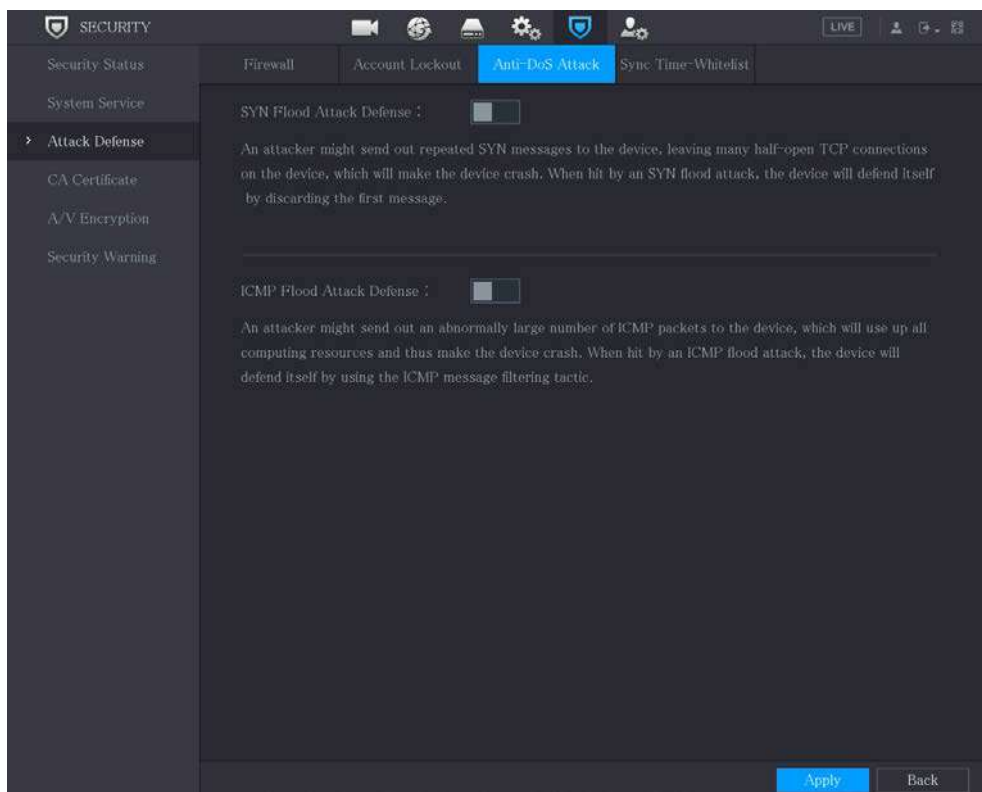 SECURITY
LIVE
Security Status
System Service
Attack Defense
CA Certificate
A/V Encryption
Security Warning
Firewall
Account Lockout
Anti-DoS Attack
Sync Time-Whitelist
SYN Flood Attack Defense :
An attacker might send out repeated SYN messages to the device, leaving many half-open TCP connections
on the device, which will make the device crash. When hit by an SYN flood attack, the device will defend itself
by discarding the first message.
ICMP Flood Attack Defense :
An attacker might send out an abnormally large number of ICMP packets to the device, which will use up all
computing resources and thus make the device crash. When hit by an ICMP flood attack, the device will
defend itself by using the ICMP message filtering tactic.
Apply
Back